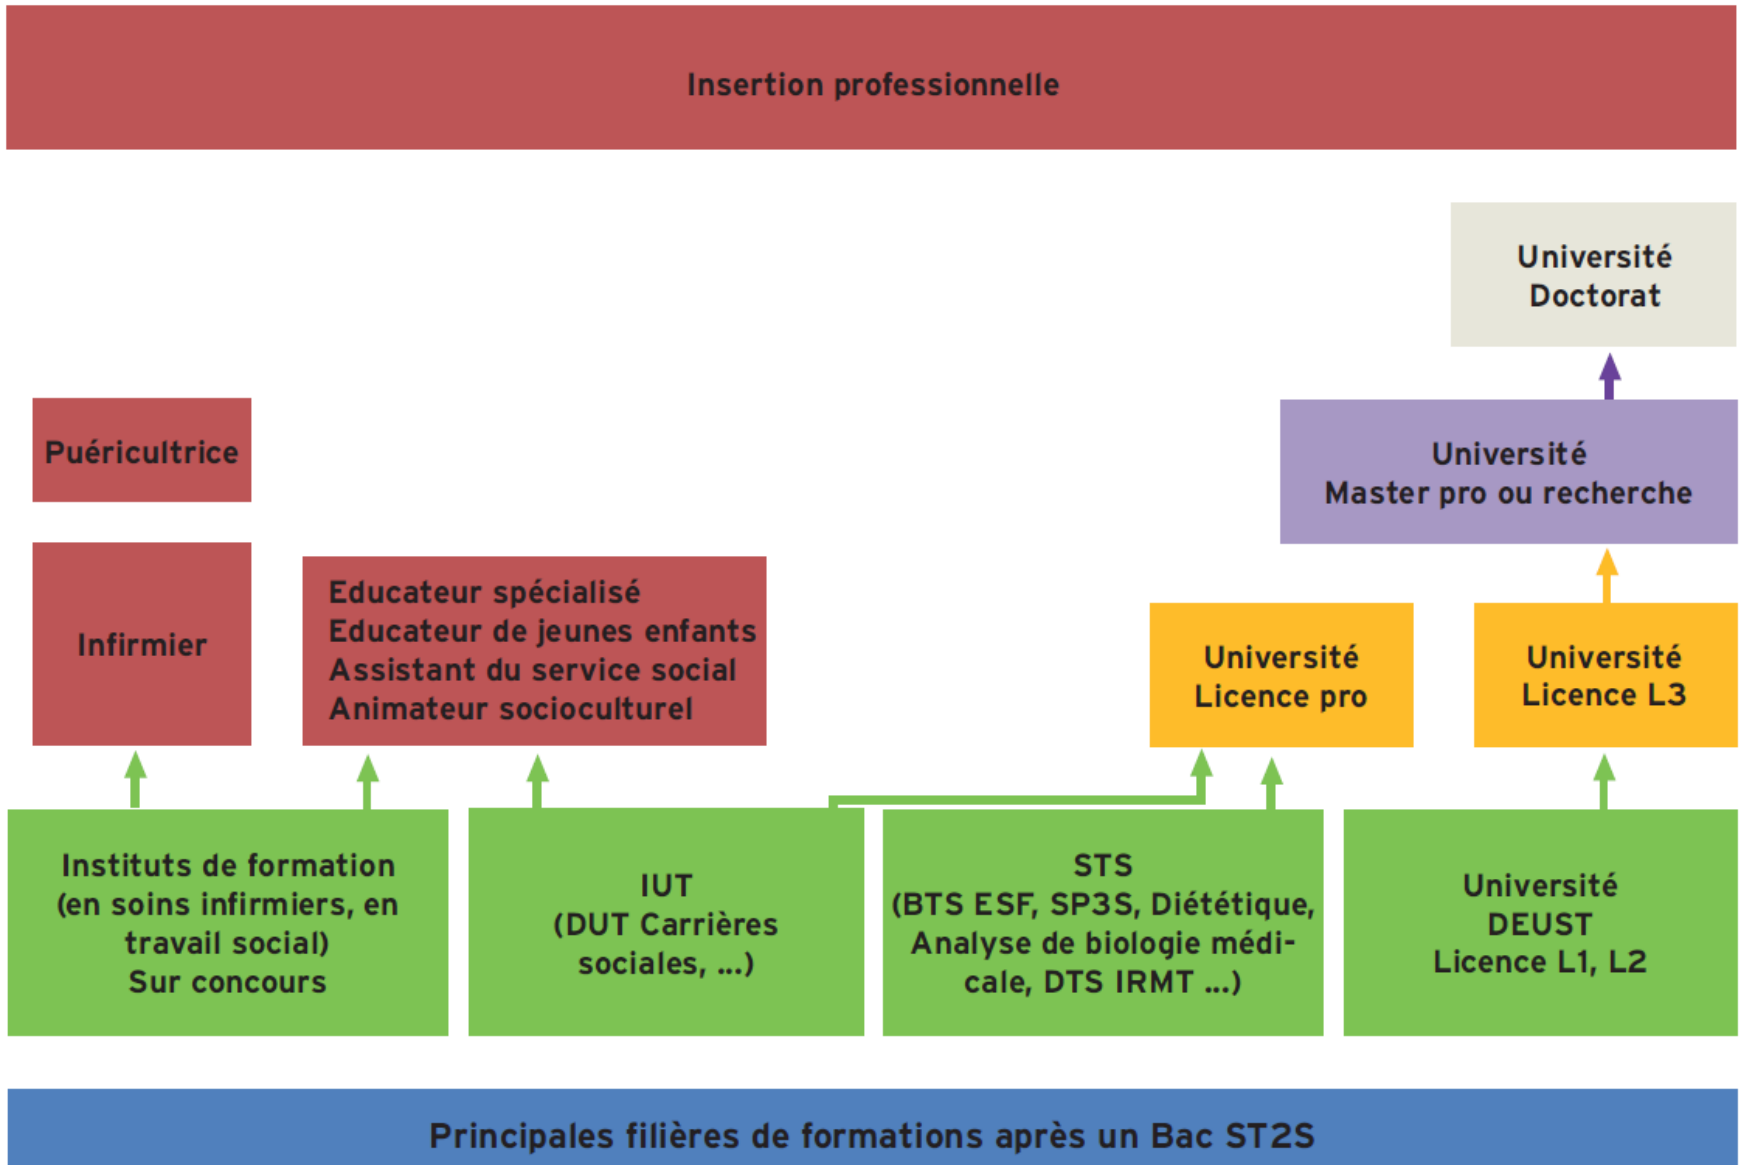 Insertion professionnelle
Université
Doctorat
Puéricultrice
Université
Master pro ou recherche
Infirmier
Educateur spécialisé
Educateur de jeunes enfants
Assistant du service social
Animateur socioculturel
Université
Licence pro
Université
Licence L3
Instituts de formation
(en soins infirmiers, en
travail social)
Sur concours
IUT
(DUT Carrières
sociales, ...)
STS
(BTS ESF, SP3S, Diététique,
Analyse de biologie médi-
cale, DTS IRMT ...)
Université
DEUST
Licence L1, L2
Principales filières de formations après un Bac ST2S